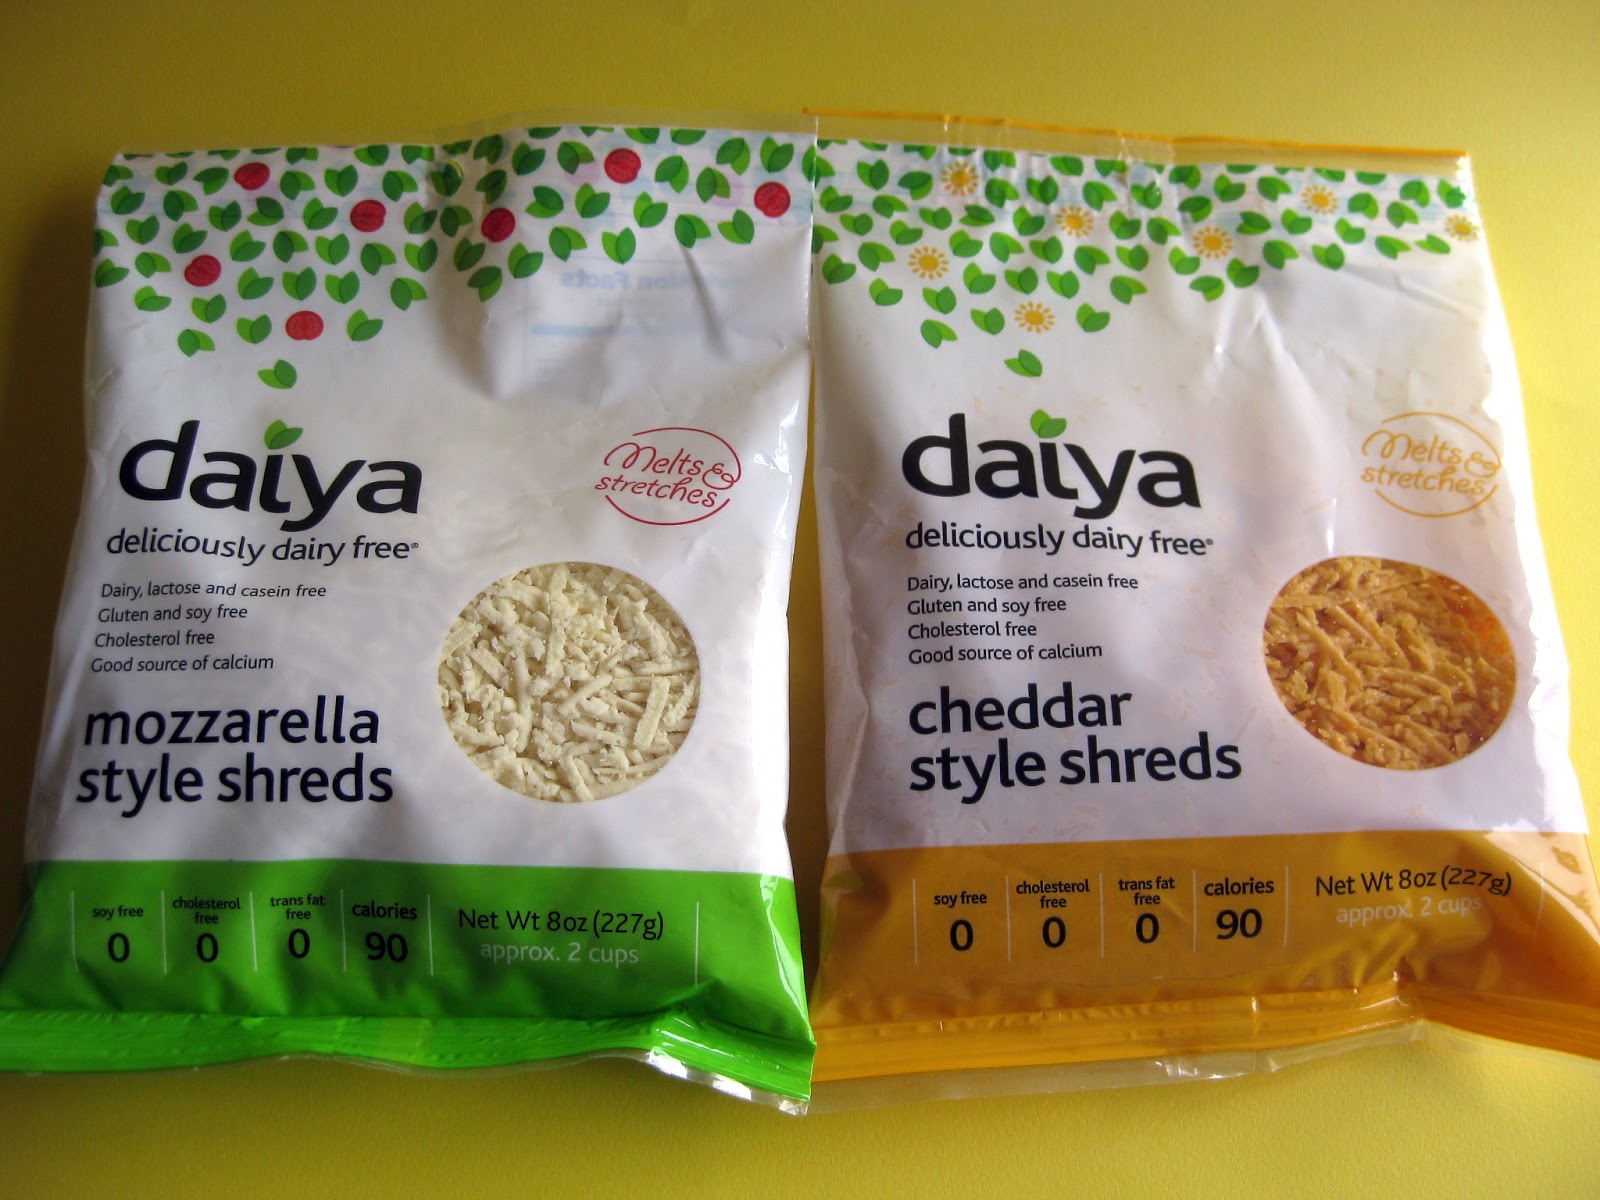 daiya
deliciously dairy free®
Melts &
stretches
Dairy, lactose and casein free
Gluten and soy free
Cholesterol free
Good source of calcium
mozzarella
style shreds
soy free
0
cholesterol
free
0
trans fat
free
0
calories
90
Net Wt 8oz (227g)
approx. 2 cups
daiya
deliciously dairy free®
Melts &
stretches
Dairy, lactose and casein free
Gluten and soy free
Cholesterol free
Good source of calcium
cheddar
style shreds
soy free
0
cholesterol
free
0
trans fat
free
0
calories
90
Net Wt 8oz (227g)
approx. 2 cups